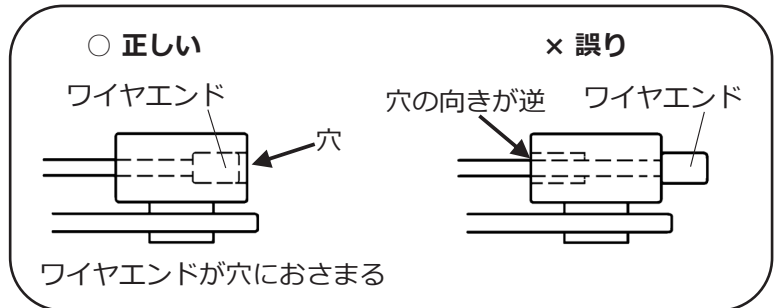 ○ 正しい
ワイヤエンド
穴
ワイヤエンドが穴におさまる
× 誤り
穴の向きが逆
ワイヤエンド